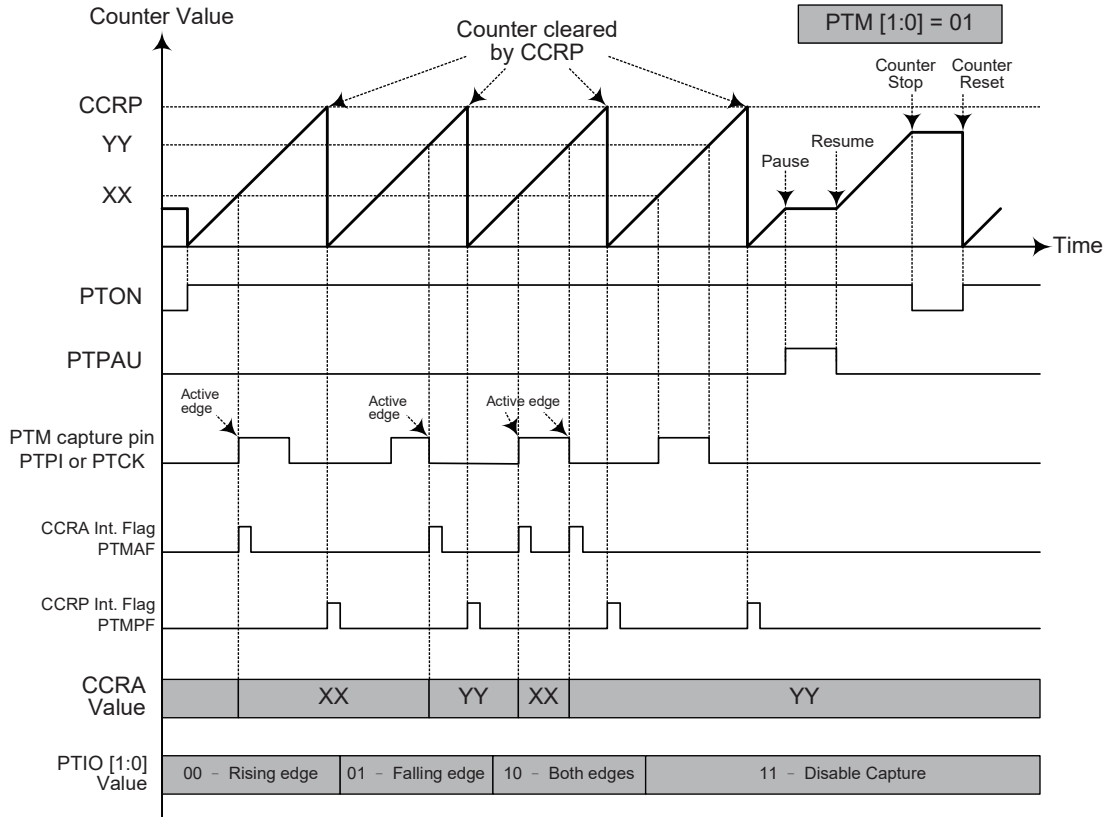 Counter Value
PTM [1:0] = 01
Counter cleared
by CCRP
Counter
Stop
Counter
Reset
CCRP
YY
XX
Pause
Resume
Time
PTON
PTPAU
Active
edge
Active
edge
Active edge
PTM capture pin
PTPI or PTCK
CCRA Int. Flag
PTMAF
CCRP Int. Flag
PTMPF
CCRA
Value
XX
YY
XX
YY
PTIO [1:0]
Value
00 - Rising edge
01 - Falling edge
10 - Both edges
11 - Disable Capture